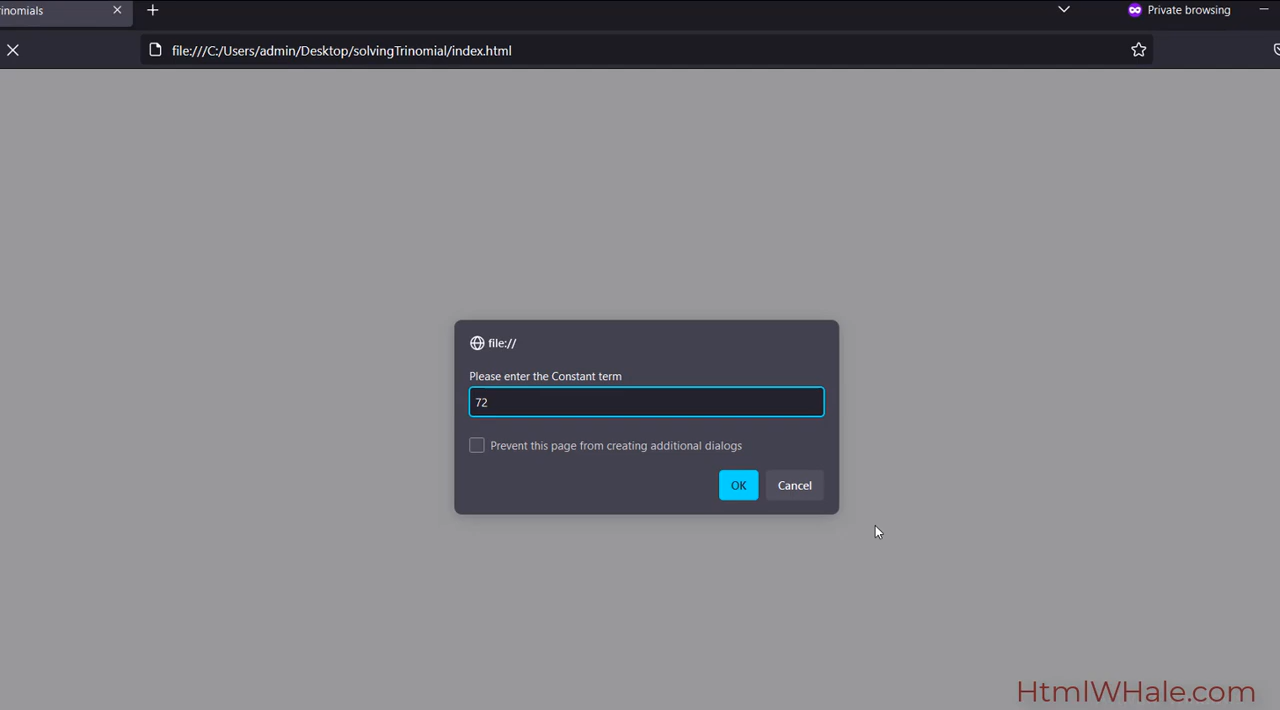 rinomials
Private browsing
file:///C:/Users/admin/Desktop/solvingTrinomial/index.html
file://
Please enter the Constant term
72
Prevent this page from creating additional dialogs
OK Cancel
HtmlWHale.com